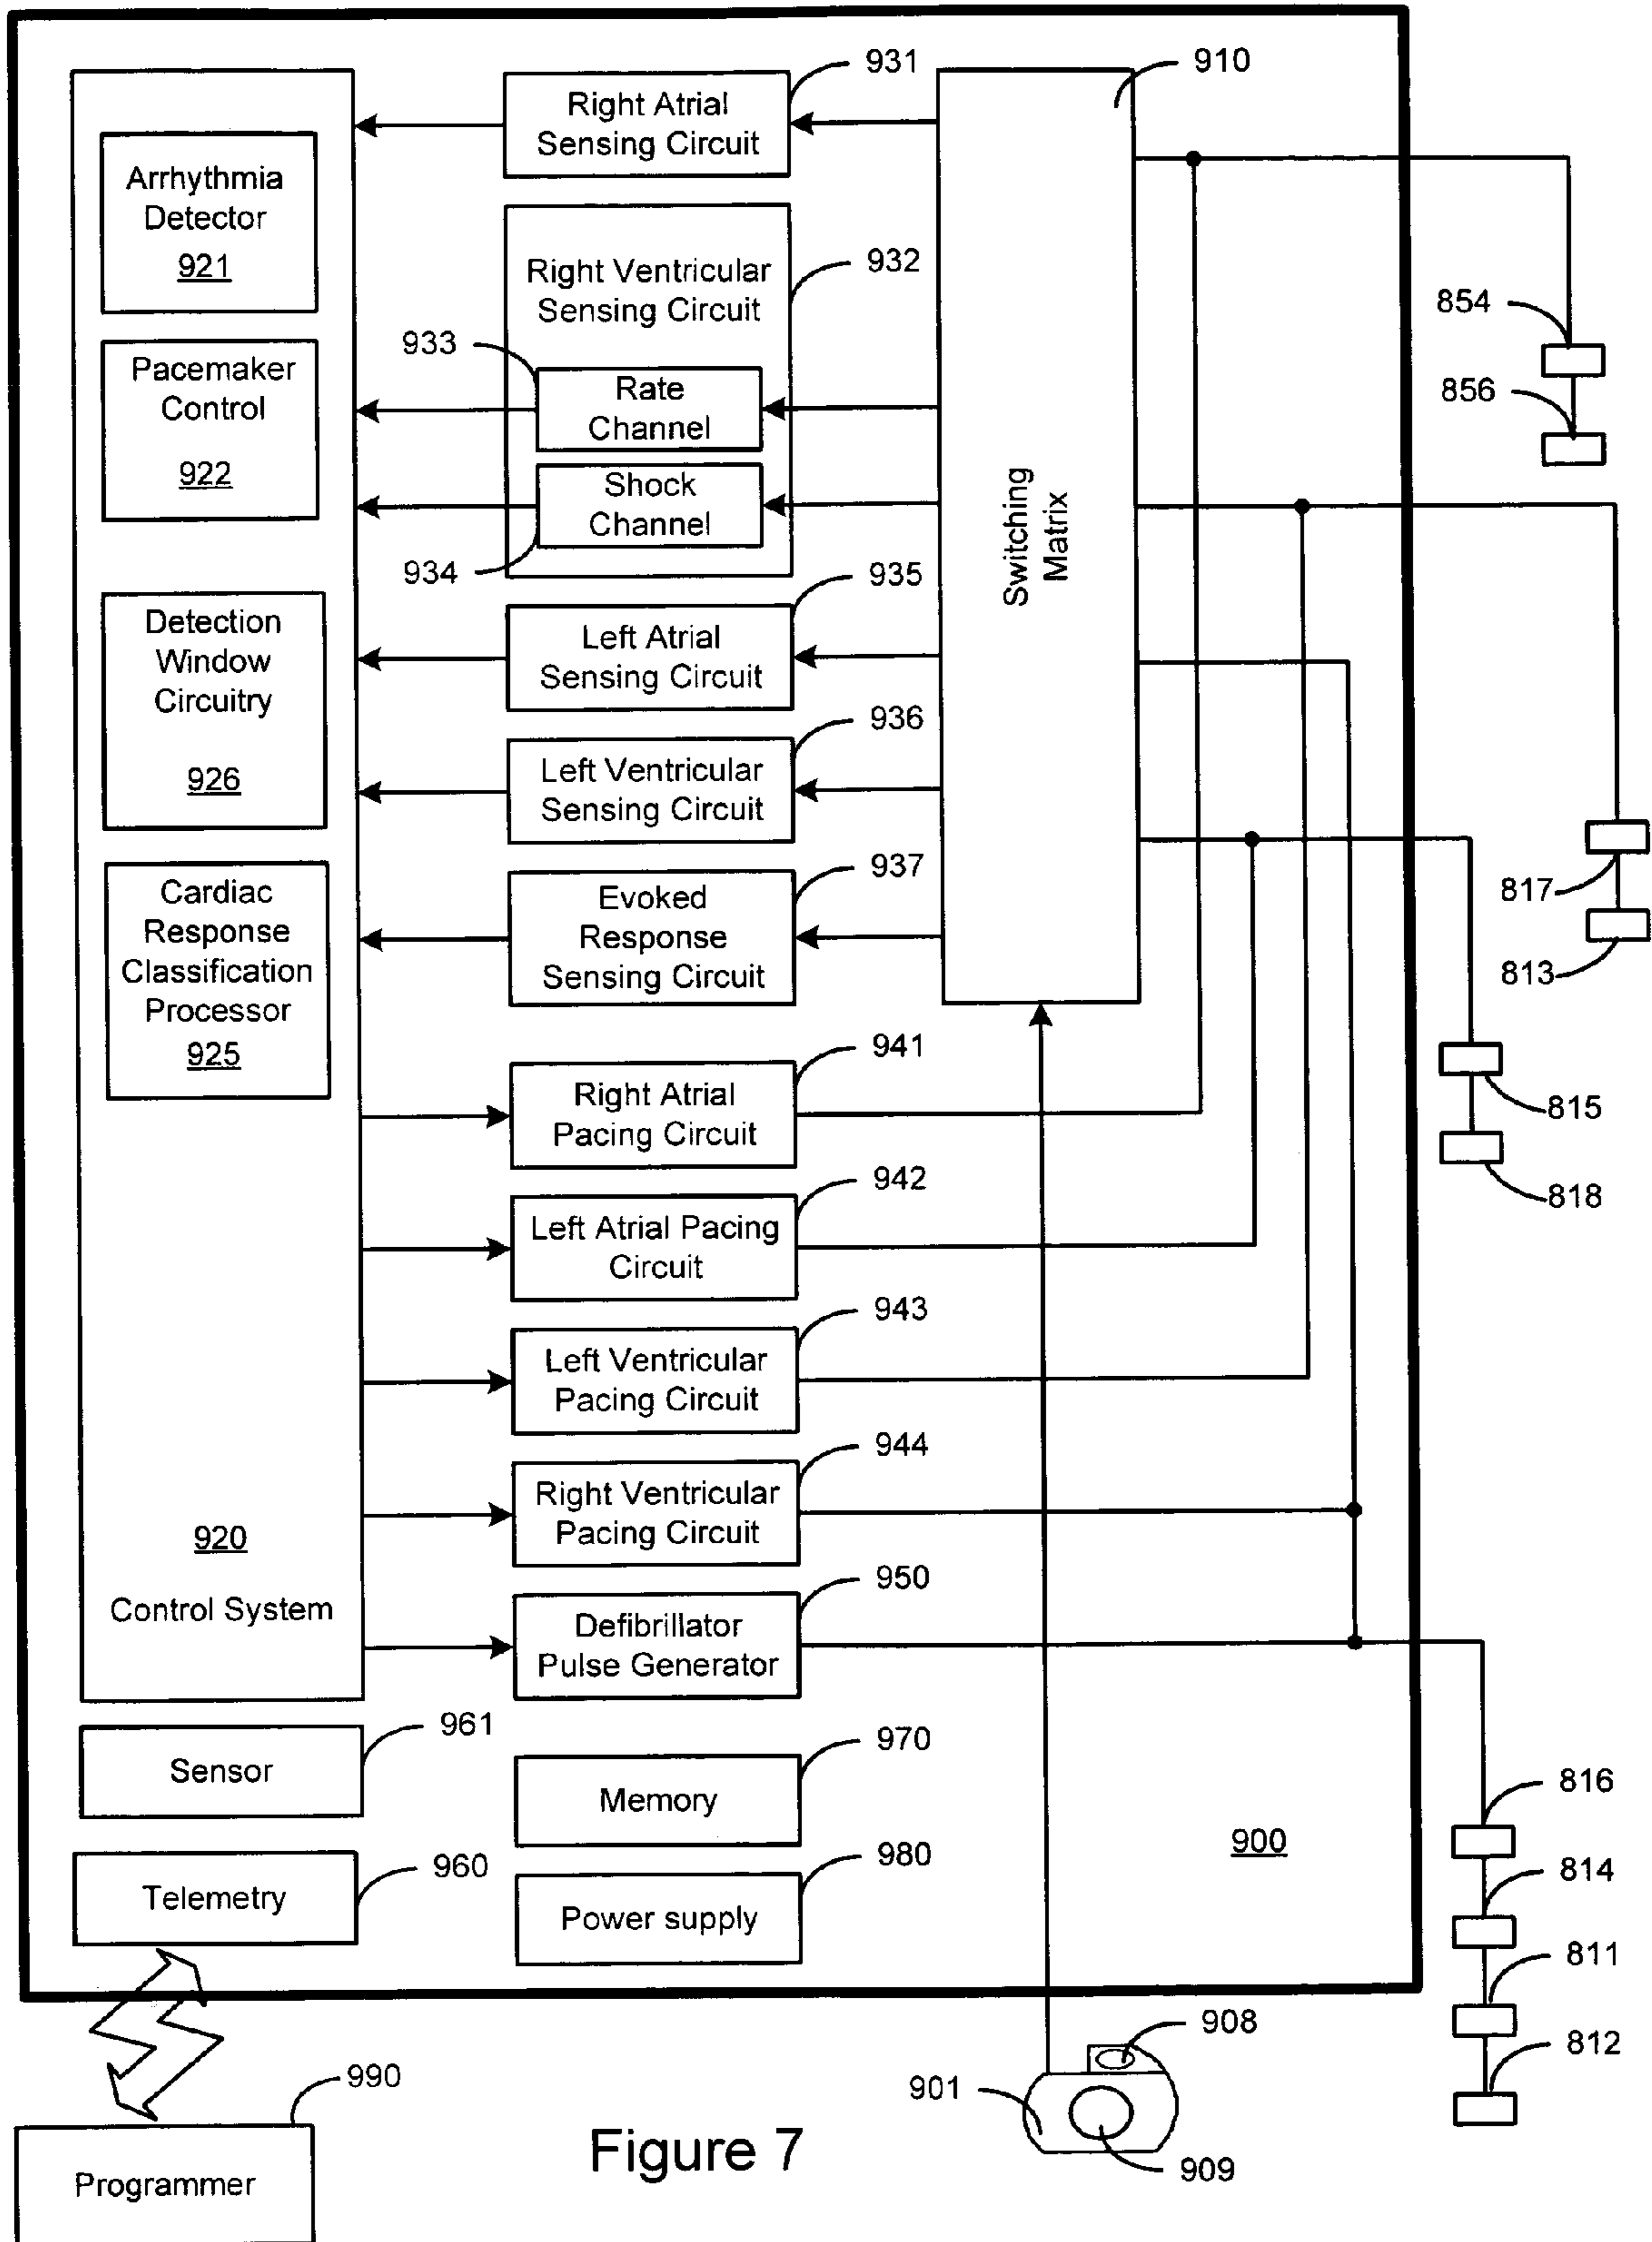 931
Right Atrial
Sensing Circuit
910
Arrhythmia
Detector
921
Right Ventricular
Sensing Circuit
932
933
Rate
Channel
Pacemaker
Control
922
Shock
Channel
934
Switching
Matrix
854
856
935
Left Atrial
Sensing Circuit
Detection
Window
Circuitry
926
936
Left Ventricular
Sensing Circuit
817
813
937
Evoked
Response
Sensing Circuit
Cardiac
Response
Classification
Processor
925
941
Right Atrial
Pacing Circuit
815
818
942
Left Atrial Pacing
Circuit
943
Left Ventricular
Pacing Circuit
944
Right Ventricular
Pacing Circuit
920
Control System
950
Defibrillator
Pulse Generator
961
Sensor
970
Memory
816
814
811
812
900
960
Telemetry
980
Power supply
908
901
909
990
Programmer
Figure 7